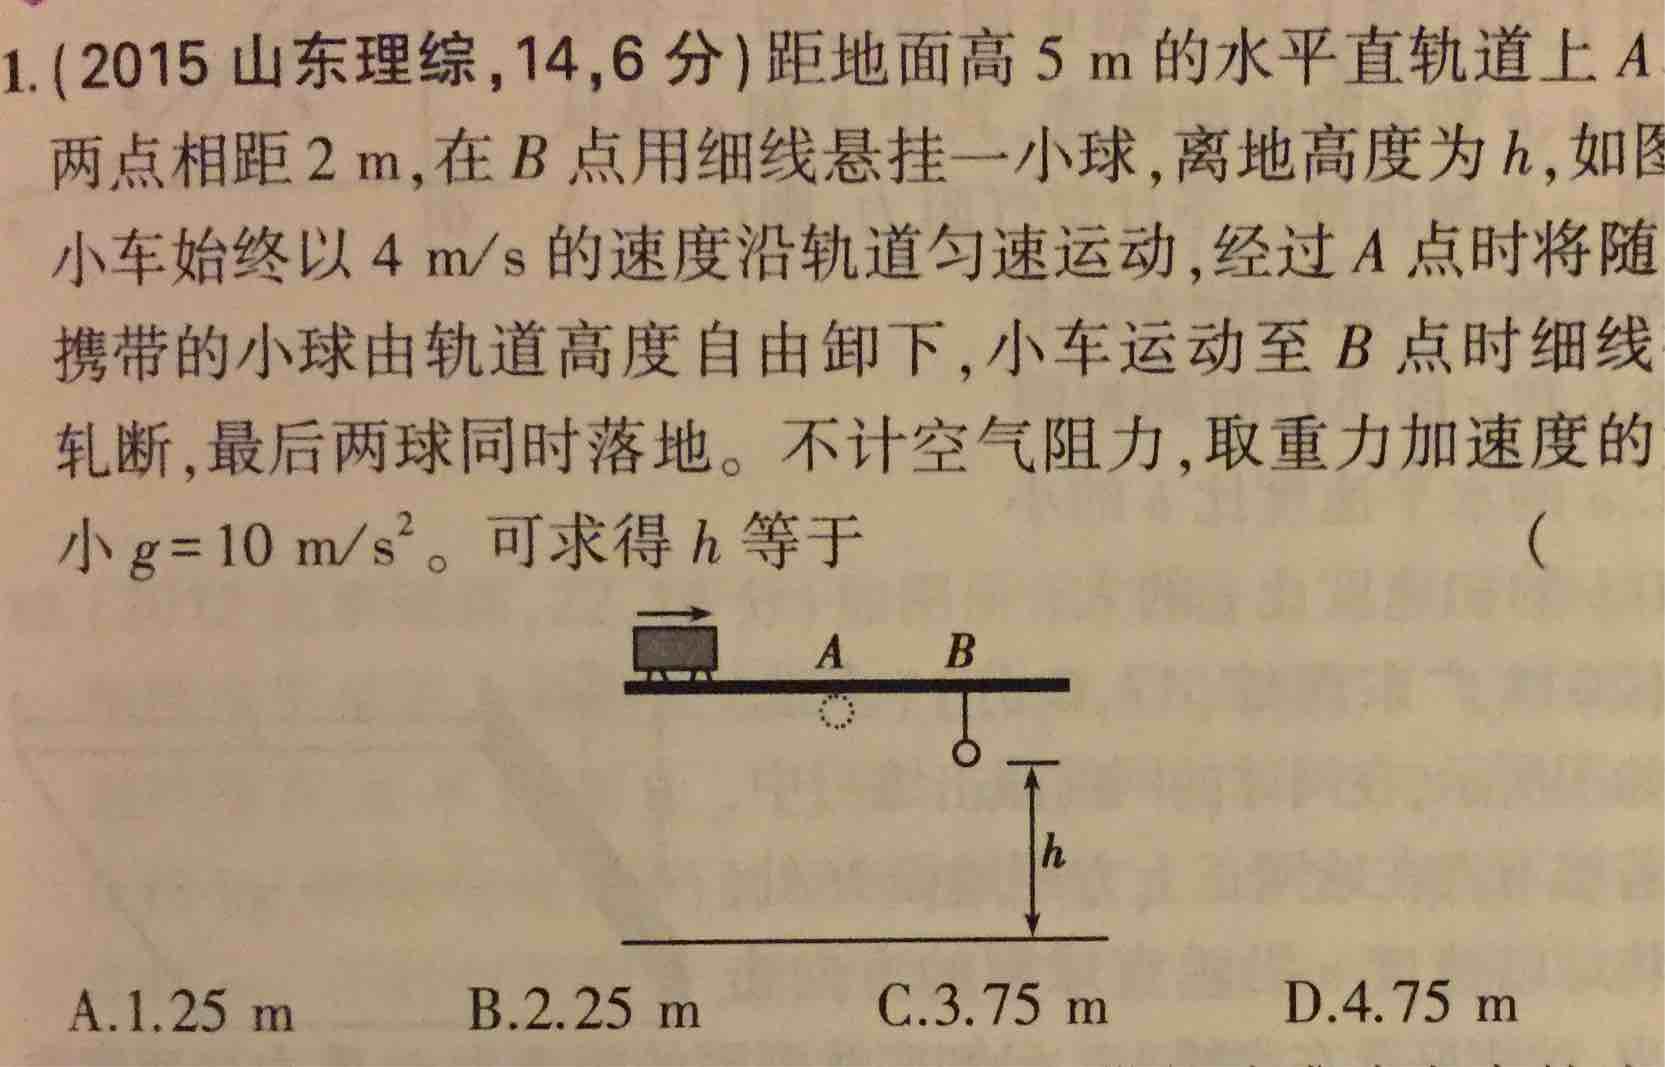 1.(2015 山东理综,14,6 分)距地面高 5 m 的水平直轨道上 A
两点相距 2 m,在 B 点用细线悬挂一小球,离地高度为 h,如图
小车始终以 4 m/s 的速度沿轨道匀速运动,经过 A 点时将随
携带的小球由轨道高度自由卸下,小车运动至 B 点时细线
轧断,最后两球同时落地。不计空气阻力,取重力加速度的
小 g=10 m/s²。可求得 h 等于 (
A B
h
A.1.25 m B.2.25 m C.3.75 m D.4.75 m